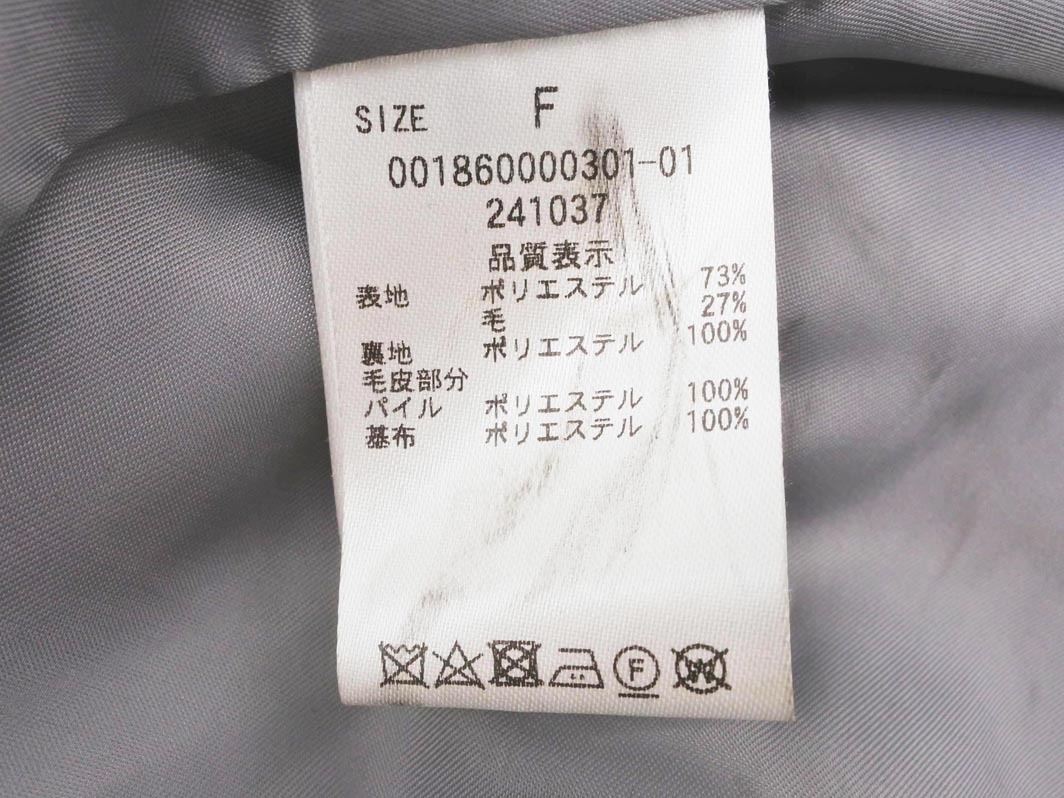 SIZE F
001860000301-01
241037
品質表示
表地 ポリエステル 73%
毛 27%
裏地 ポリエステル 100%
毛皮部分
パイル ポリエステル 100%
基布 ポリエステル 100%
F W